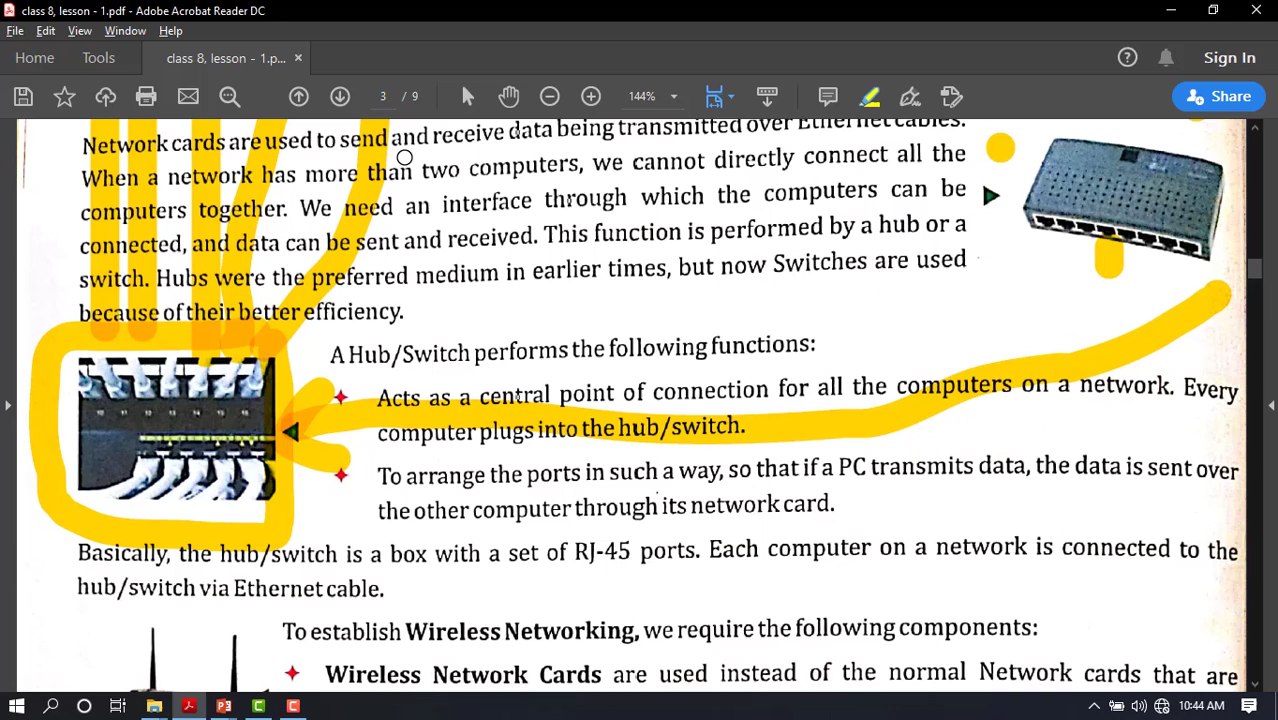 class 8, lesson - 1.pdf - Adobe Acrobat Reader DC
File Edit View Window Help
Home Tools class 8, lesson - 1.p... × Sign In
3 / 9 144% Share
Network cards are used to send and receive data being transmitted over Ethernet cables.
When a network has more than two computers, we cannot directly connect all the
computers together. We need an interface through which the computers can be
connected, and data can be sent and received. This function is performed by a hub or a
switch. Hubs were the preferred medium in earlier times, but now Switches are used
because of their better efficiency.
A Hub/Switch performs the following functions:
Acts as a central point of connection for all the computers on a network. Every
computer plugs into the hub/switch.
To arrange the ports in such a way, so that if a PC transmits data, the data is sent over
the other computer through its network card.
Basically, the hub/switch is a box with a set of RJ-45 ports. Each computer on a network is connected to the
hub/switch via Ethernet cable.
To establish Wireless Networking, we require the following components:
Wireless Network Cards are used instead of the normal Network cards that are
10:44 AM